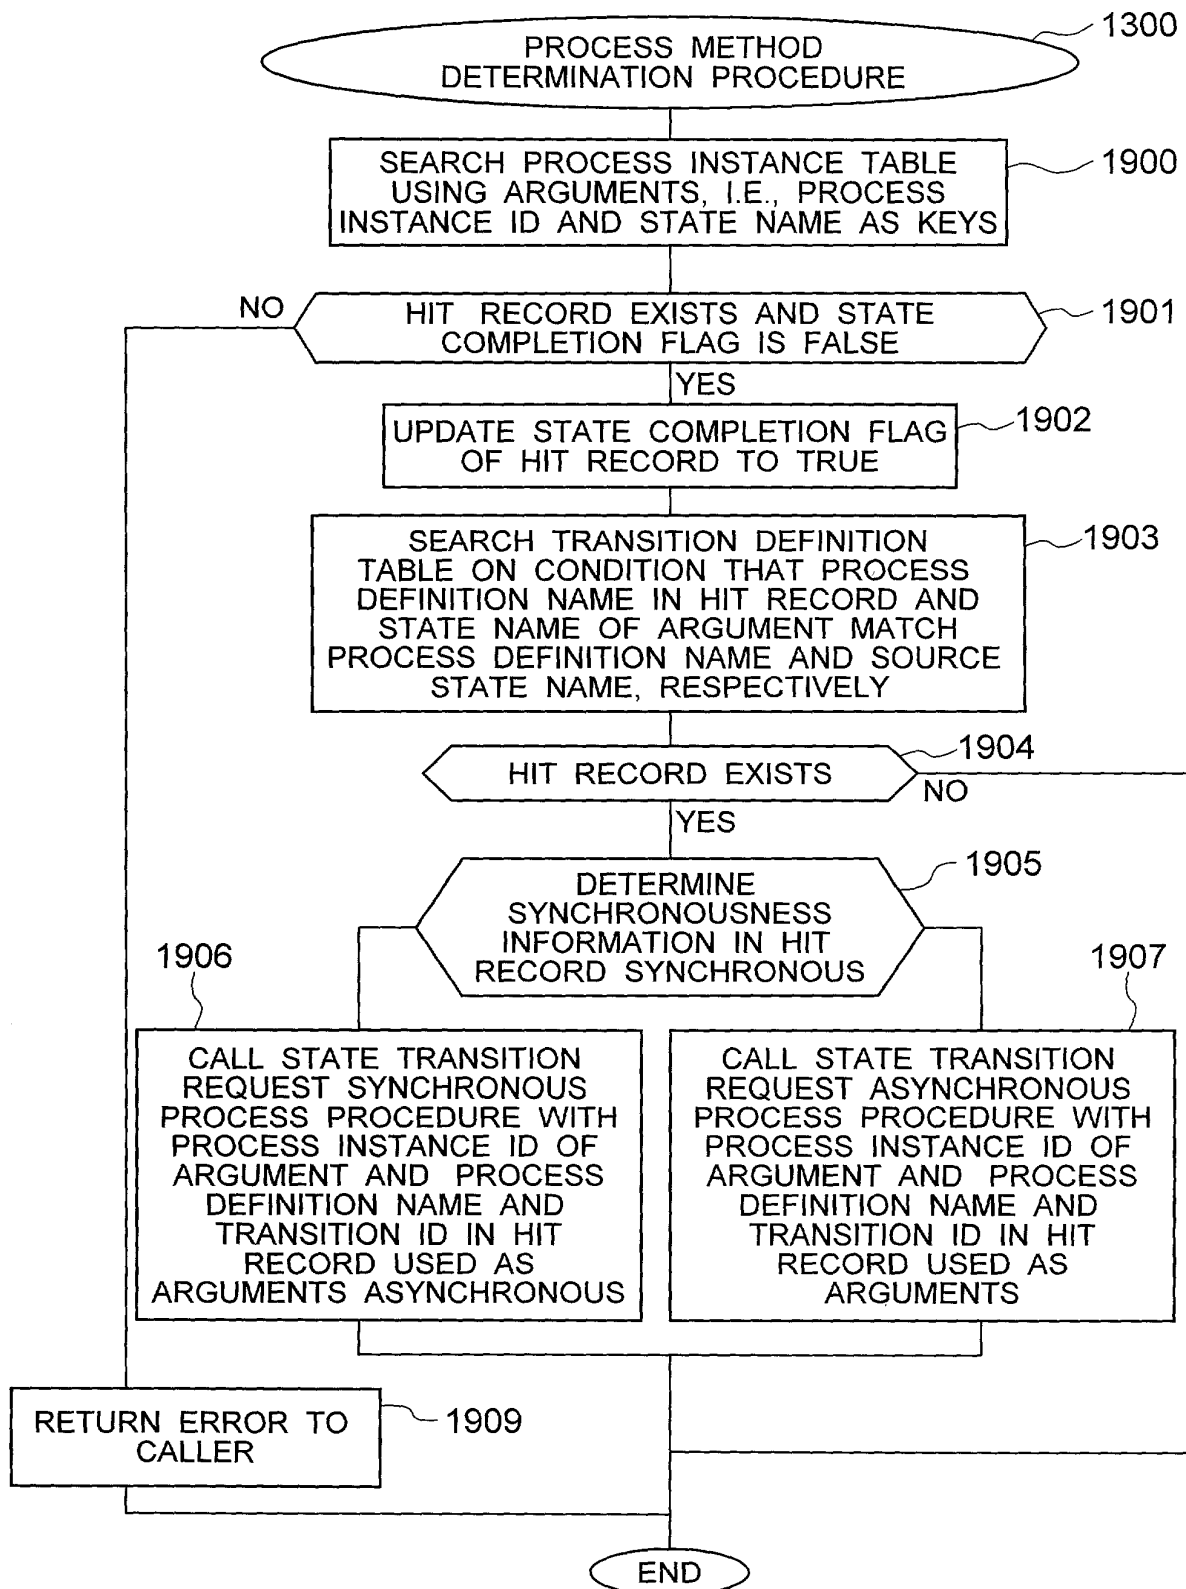 1300
PROCESS METHOD
DETERMINATION PROCEDURE
1900
SEARCH PROCESS INSTANCE TABLE
USING ARGUMENTS, I.E., PROCESS
INSTANCE ID AND STATE NAME AS KEYS
NO
1901
HIT RECORD EXISTS AND STATE
COMPLETION FLAG IS FALSE
YES
1902
UPDATE STATE COMPLETION FLAG
OF HIT RECORD TO TRUE
1903
SEARCH TRANSITION DEFINITION
TABLE ON CONDITION THAT PROCESS
DEFINITION NAME IN HIT RECORD AND
STATE NAME OF ARGUMENT MATCH
PROCESS DEFINITION NAME AND SOURCE
STATE NAME, RESPECTIVELY
1904
HIT RECORD EXISTS
NO
YES
1905
DETERMINE
SYNCHRONOUSNESS
INFORMATION IN HIT
RECORD SYNCHRONOUS
1906
CALL STATE TRANSITION
REQUEST SYNCHRONOUS
PROCESS PROCEDURE WITH
PROCESS INSTANCE ID OF
ARGUMENT AND PROCESS
DEFINITION NAME AND
TRANSITION ID IN HIT
RECORD USED AS
ARGUMENTS ASYNCHRONOUS
1907
CALL STATE TRANSITION
REQUEST ASYNCHRONOUS
PROCESS PROCEDURE WITH
PROCESS INSTANCE ID OF
ARGUMENT AND PROCESS
DEFINITION NAME AND
TRANSITION ID IN HIT
RECORD USED AS
ARGUMENTS
RETURN ERROR TO
CALLER
1909
END